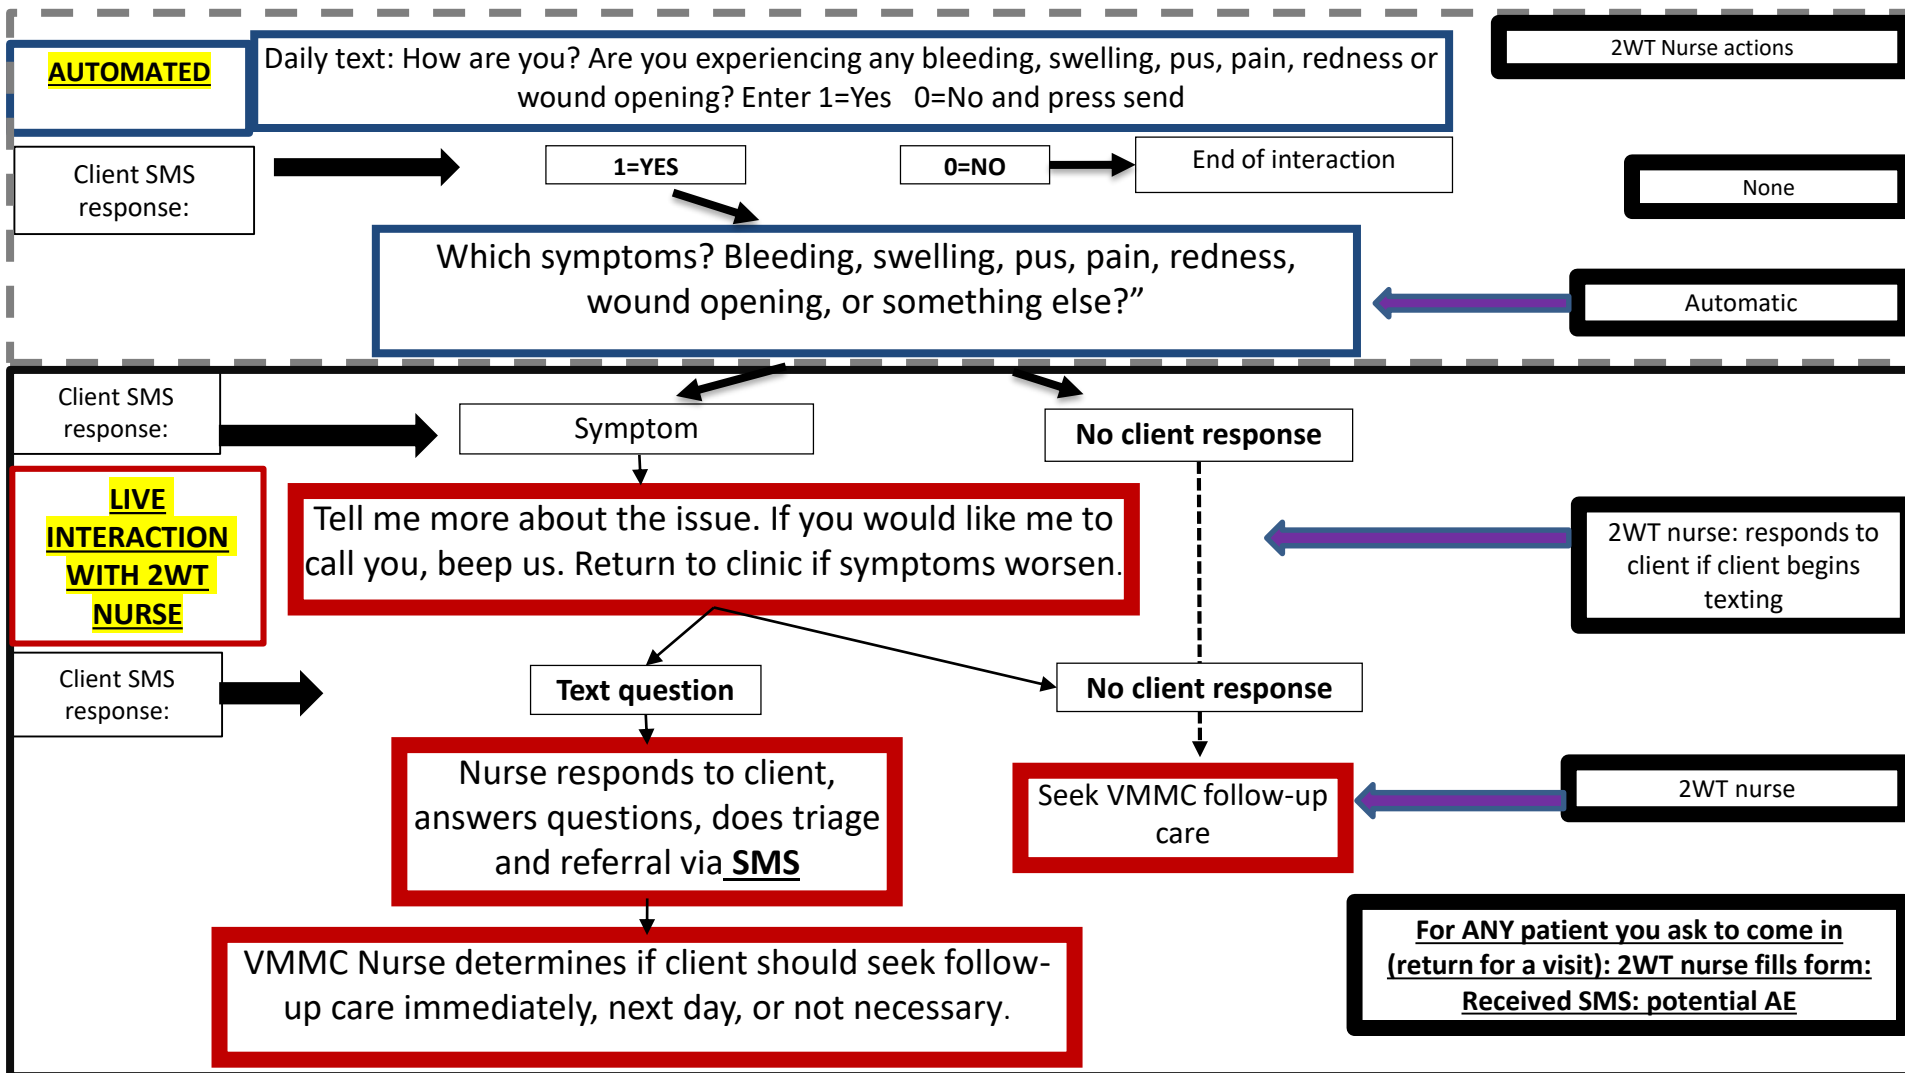 AUTOMATED
Daily text: How are you? Are you experiencing any bleeding, swelling, pus, pain, redness or
wound opening? Enter 1=Yes   0=No and press send
2WT Nurse actions
Client SMS
response:
1=YES
0=NO
End of interaction
None
Which symptoms? Bleeding, swelling, pus, pain, redness,
wound opening, or something else?”
Automatic
Client SMS
response:
Symptom
No client response
LIVE
INTERACTION
WITH 2WT
NURSE
Tell me more about the issue. If you would like me to
call you, beep us. Return to clinic if symptoms worsen.
2WT nurse: responds to
client if client begins
texting
Client SMS
response:
Text question
No client response
Nurse responds to client,
answers questions, does triage
and referral via SMS
Seek VMMC follow-up
care
2WT nurse
VMMC Nurse determines if client should seek follow-
up care immediately, next day, or not necessary.
For ANY patient you ask to come in
(return for a visit): 2WT nurse fills form:
Received SMS: potential AE